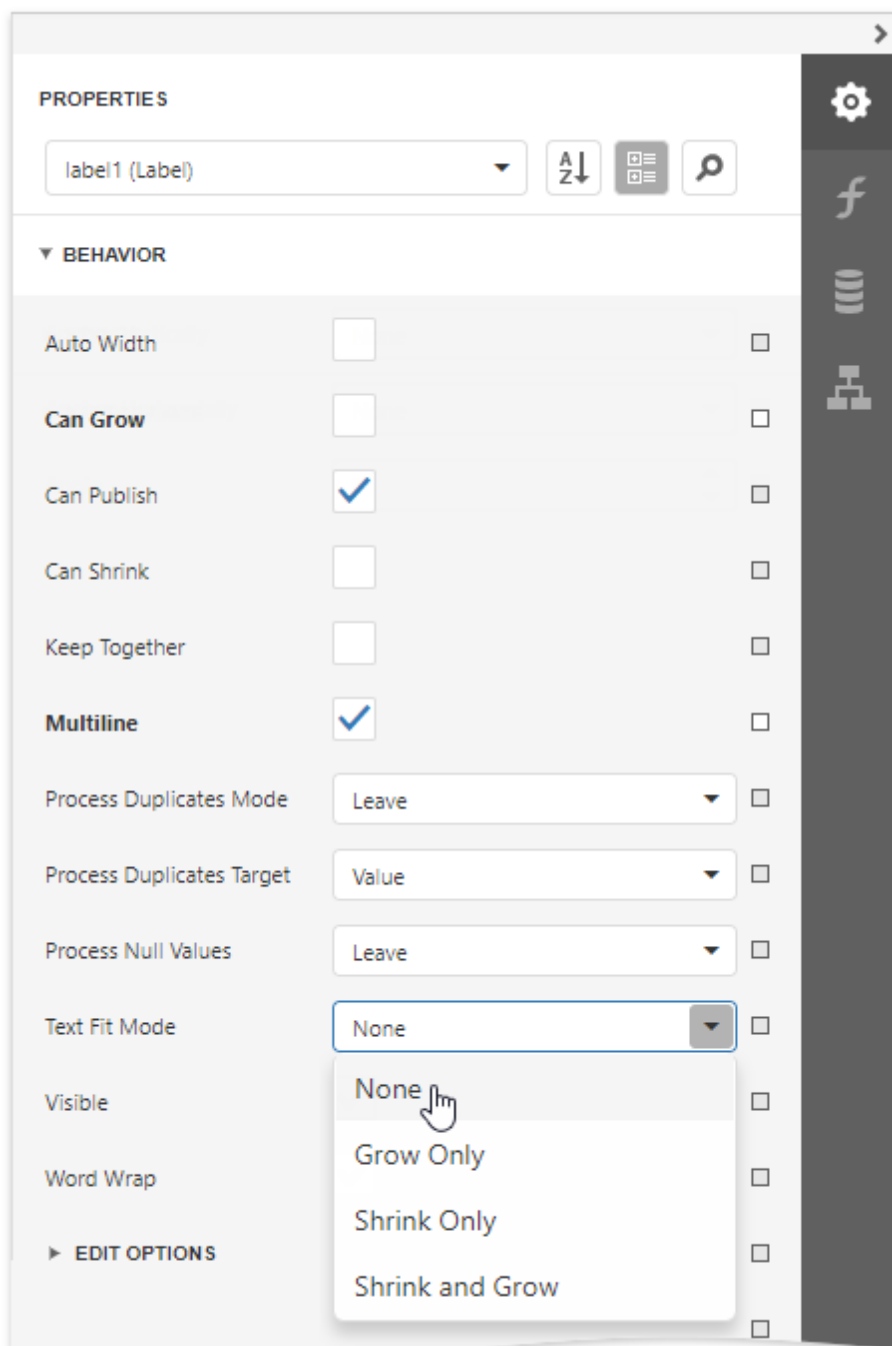 PROPERTIES
label1 (Label)
A
Z
BEHAVIOR
Auto Width
Can Grow
Can Publish
Can Shrink
Keep Together
Multiline
Process Duplicates Mode Leave
Process Duplicates Target Value
Process Null Values Leave
Text Fit Mode None
None
Visible
Grow Only
Word Wrap
Shrink Only
EDIT OPTIONS
Shrink and Grow